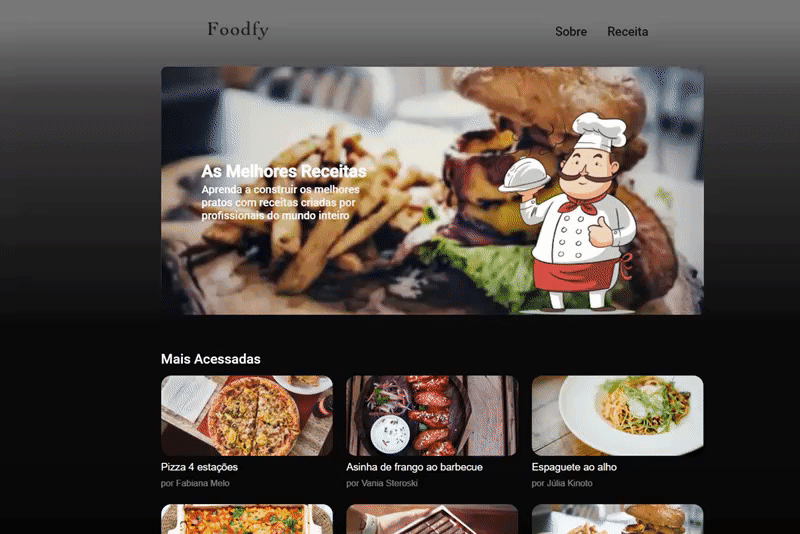 Foodfy
Sobre
Receita
As Melhores Receitas
Aprenda a construir os melhores
pratos com receitas criadas por
profissionais do mundo inteiro
Mais Acessadas
Pizza 4 estações
por Fabiana Melo
Asinha de frango ao barbecue
por Vania Steroski
Espaguete ao alho
por Júlia Kinoto